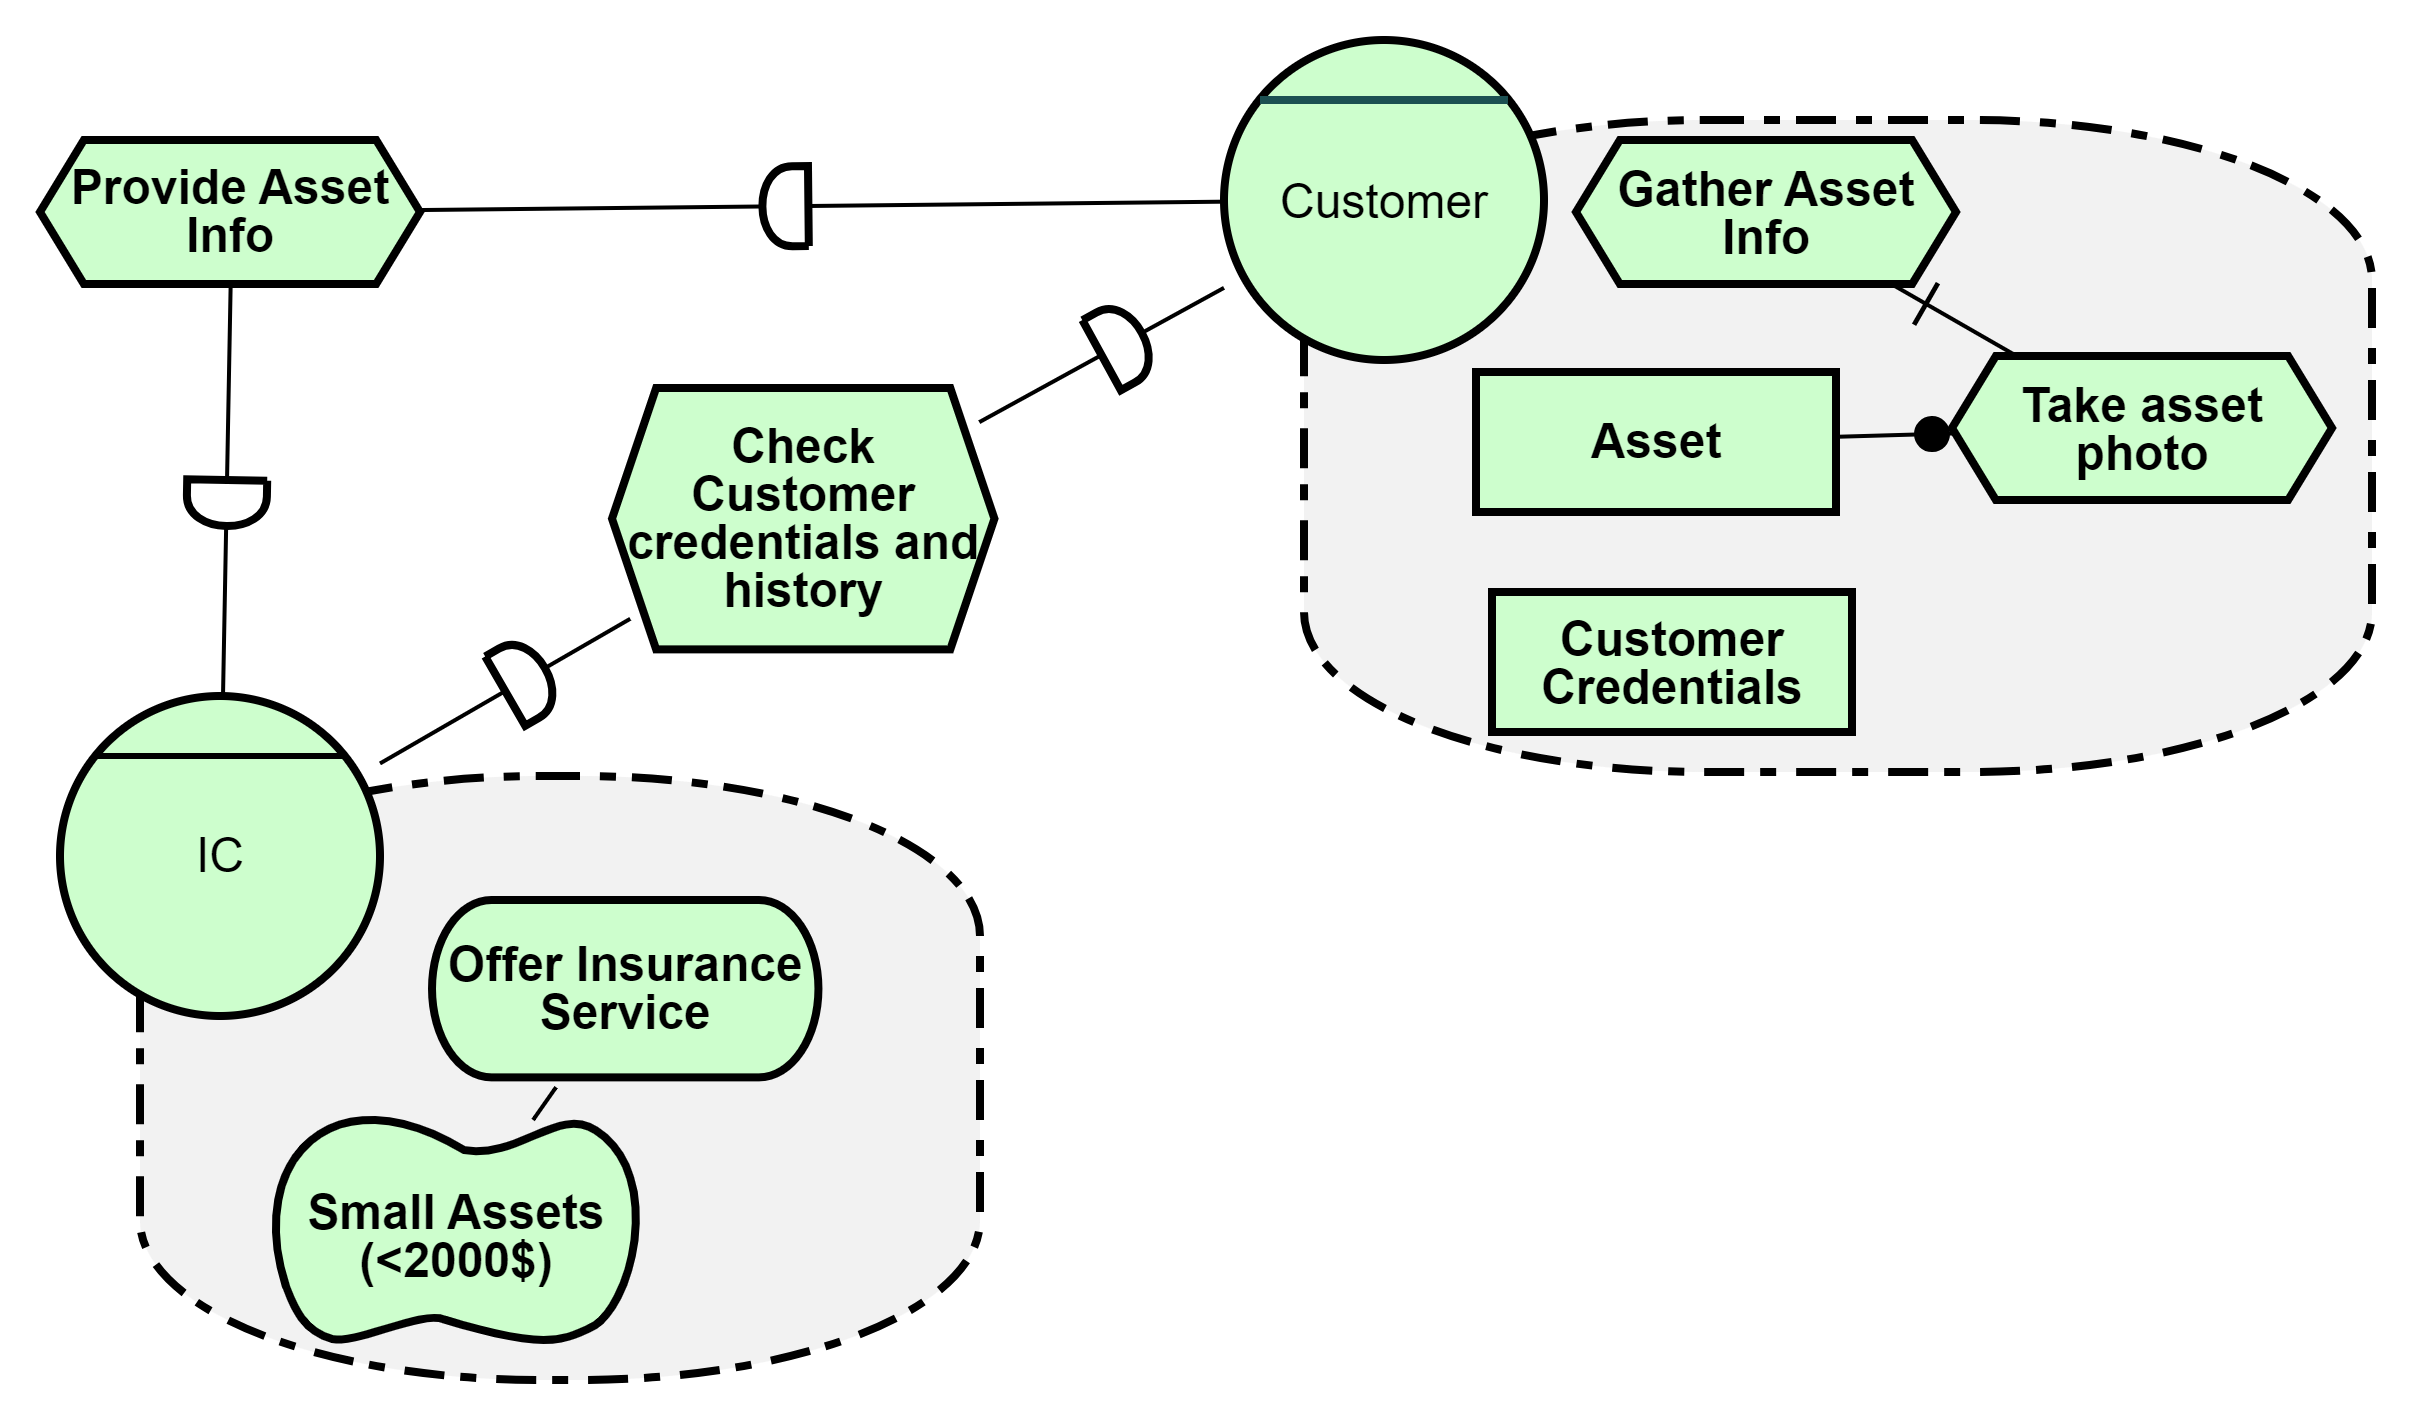 Provide Asset
Info
Customer
Gather Asset
Info
Take asset
photo
Asset
Check
Customer
credentials and
history
Customer
Credentials
IC
Offer Insurance
Service
Small Assets
(<2000$)